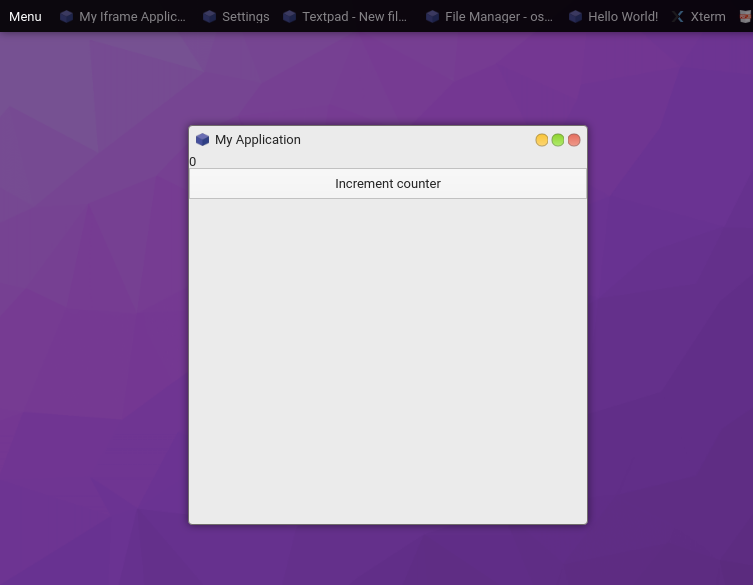 Menu My Iframe Applic... Settings Textpad - New fil... File Manager - os... Hello World! Xterm
My Application
0
Increment counter